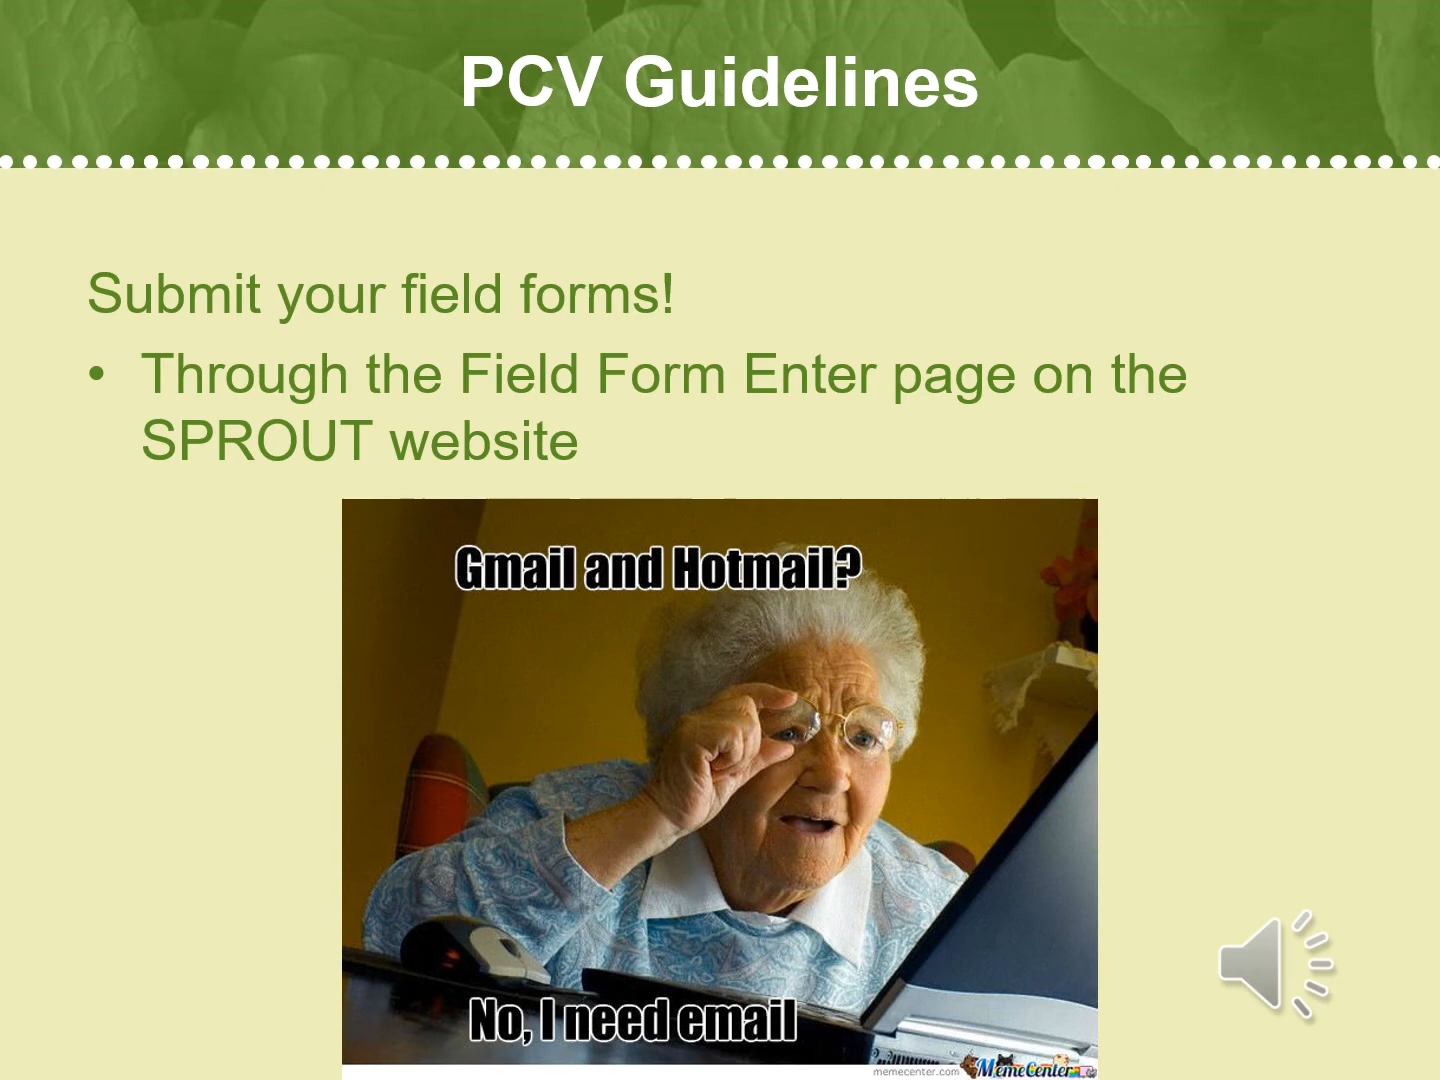 PCV Guidelines
Submit your field forms!
• Through the Field Form Enter page on the
SPROUT website
Gmail and Hotmail?
No, I need email
memecenter.com MemeCenter